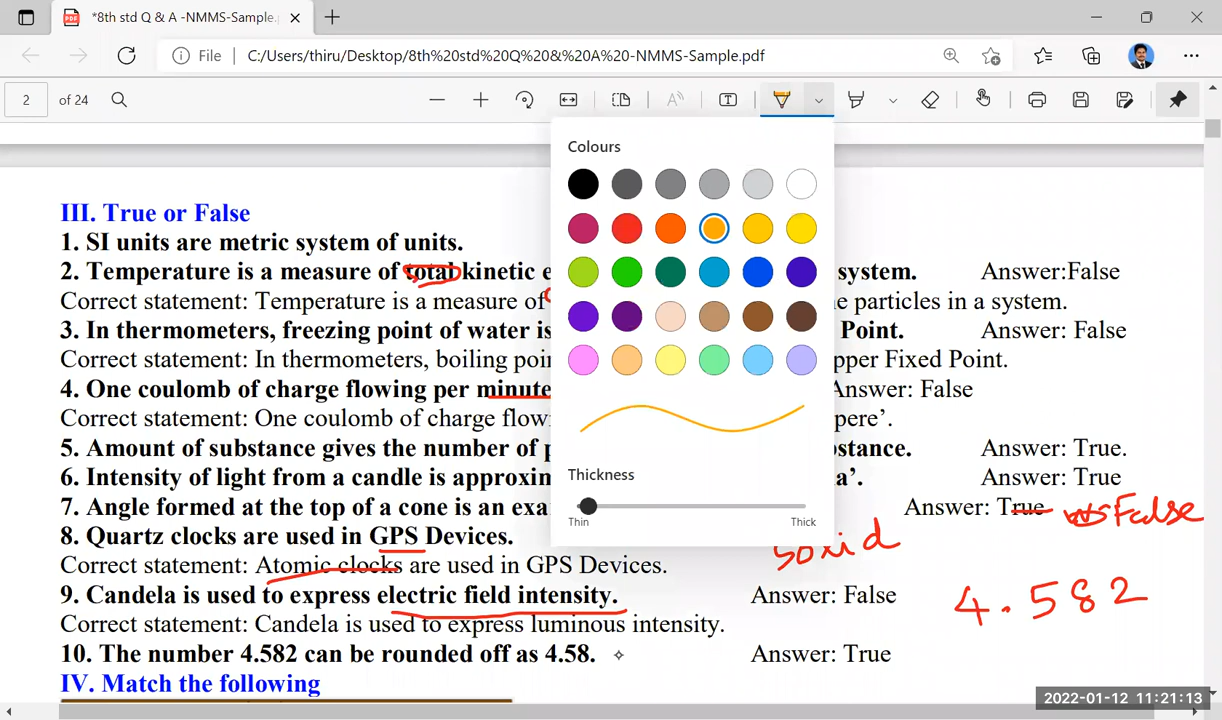 *8th std Q & A -NMMS-Sample.
File C:/Users/thiru/Desktop/8th%20std%20Q%20&%20A%20-NMMS-Sample.pdf
2 of 24
Colours
III. True or False
1. SI units are metric system of units.
2. Temperature is a measure of total kinetic e system. Answer:False
Correct statement: Temperature is a measure of e particles in a system.
3. In thermometers, freezing point of water is Point. Answer: False
Correct statement: In thermometers, boiling poin pper Fixed Point.
4. One coulomb of charge flowing per minute Answer: False
Correct statement: One coulomb of charge flow pere’.
5. Amount of substance gives the number of p bstance. Answer: True.
Thickness
6. Intensity of light from a candle is approxin a’. Answer: True
7. Angle formed at the top of a cone is an exa Answer: True False
Thin Thick
8. Quartz clocks are used in GPS Devices. solid
Correct statement: Atomic clocks are used in GPS Devices.
9. Candela is used to express electric field intensity. Answer: False 4.582
Correct statement: Candela is used to express luminous intensity.
10. The number 4.582 can be rounded off as 4.58. Answer: True
IV. Match the following
2022-01-12 11:21:13